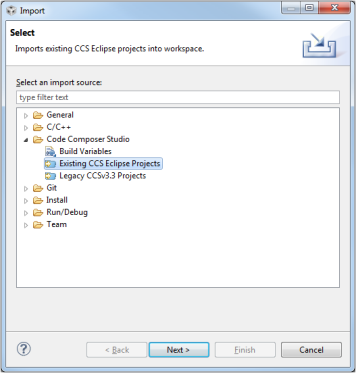 Import
Select
Imports existing CCS Eclipse projects into workspace.
Select an import source:
type filter text
General
C/C++
Code Composer Studio
Build Variables
Existing CCS Eclipse Projects
Legacy CCSv3.3 Projects
Git
Install
Run/Debug
Team
? < Back Next > Finish Cancel